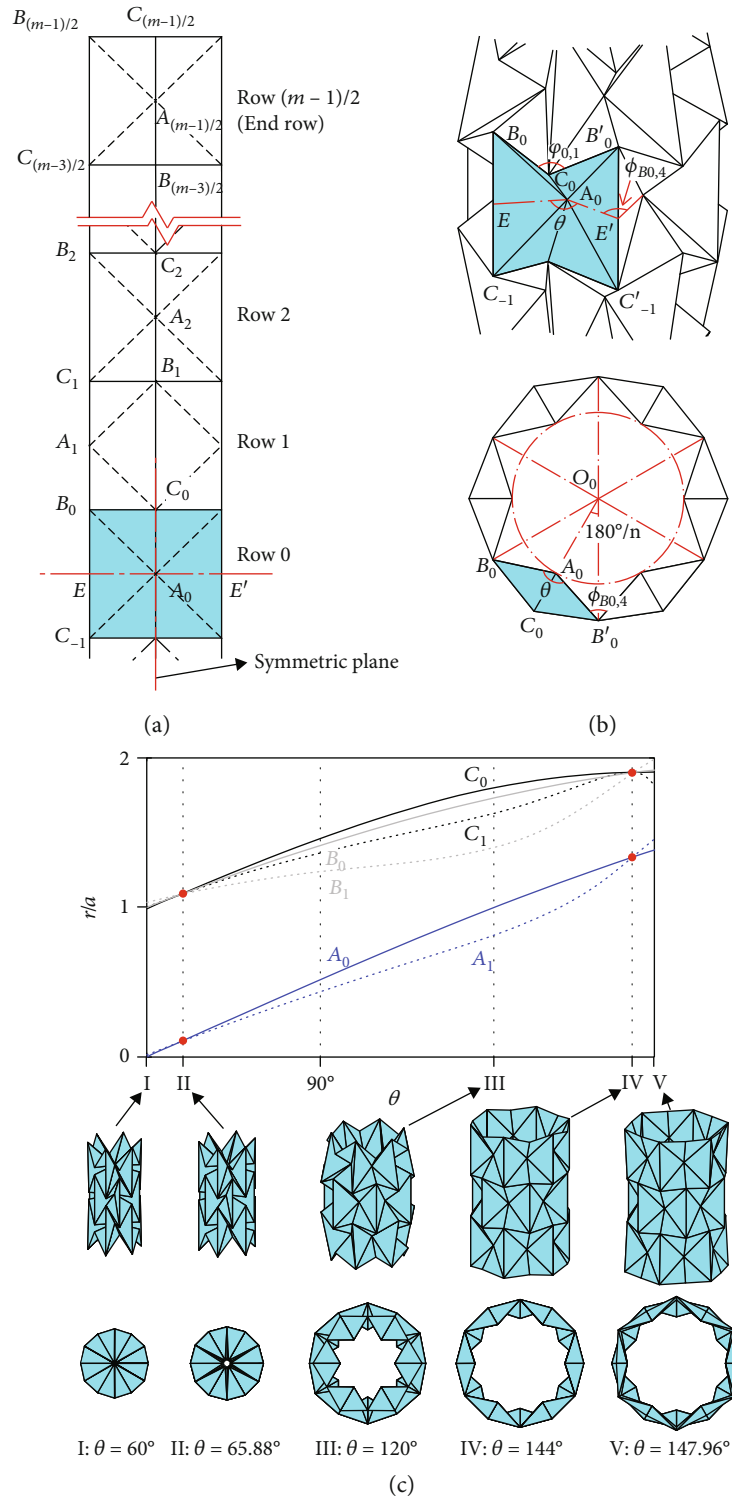 B(m−1)/2
C(m−1)/2
A(m−1)/2
Row (m − 1)/2
(End row)
C(m−3)/2
B(m−3)/2
B2
C2
A2
Row 2
C1
B1
A1
Row 1
B0
C0
Row 0
E
A0
E′
C−1
Symmetric plane
(a)
B0
φ0,1
B′0
C0
A0
ϕB0,4
E
θ
E′
C−1
C′−1
O0
180°/n
B0
A0
θ
ϕB0,4
C0
B′0
(b)
2
C0
C1
B0
B1
r/a
1
A0
A1
0
I
II
90°
θ
III
IV
V
I: θ = 60°
II: θ = 65.88°
III: θ = 120°
IV: θ = 144°
V: θ = 147.96°
(c)